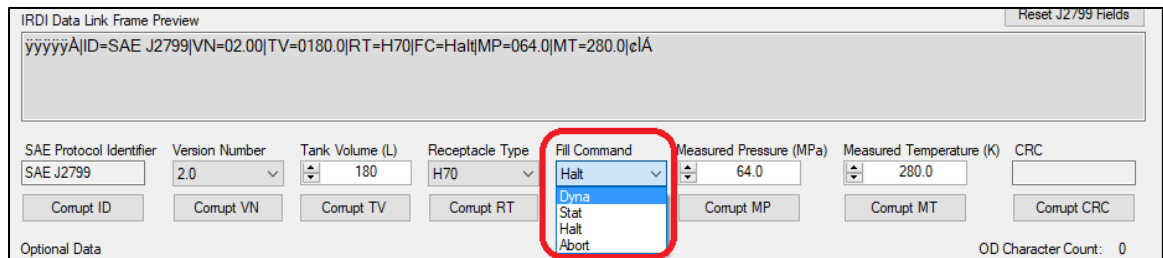 IRDI Data Link Frame Preview
Reset J2799 Fields
ÿÿÿÿÿÀ|ID=SAE J2799|VN=02.00|TV=0180.0|RT=H70|FC=Halt|MP=064.0|MT=280.0|¢ÌÁ
SAE Protocol Identifier Version Number Tank Volume (L) Receptacle Type Fill Command Measured Pressure (MPa) Measured Temperature (K) CRC
SAE J2799 2.0 180 H70 Halt 64.0 280.0
Corrupt ID Corrupt VN Corrupt TV Corrupt RT Dyna Corrupt MP Corrupt MT Corrupt CRC
Stat
Halt
Abort
Optional Data OD Character Count: 0